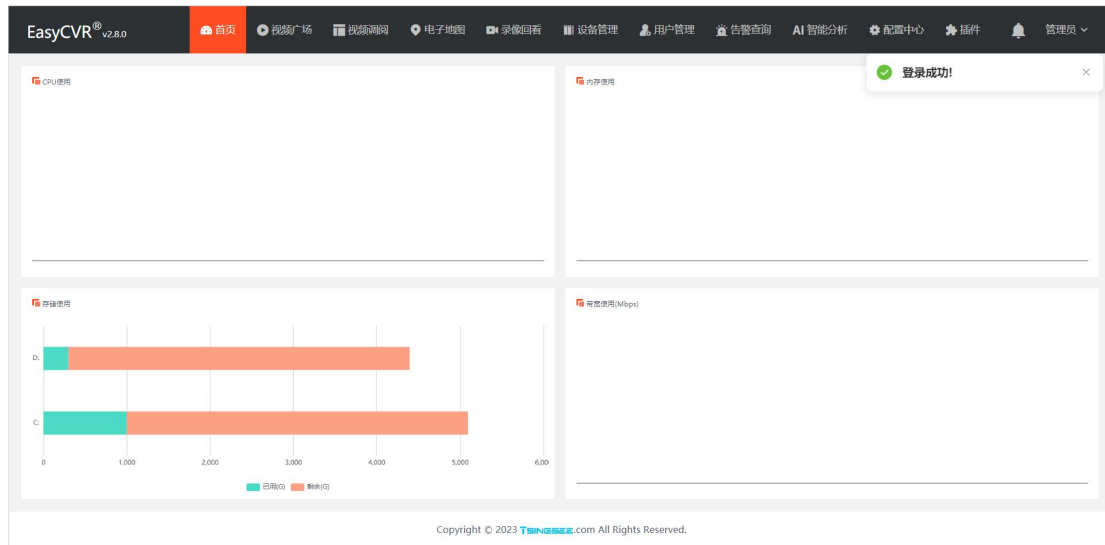 EasyCVR® v2.8.0 首页 视频广场 视频调阅 电子地图 录像回看 设备管理 用户管理 告警查询 AI 智能分析 配置中心 插件 管理员
登录成功!
CPU使用
内存使用
存储使用
D:
C:
0 1,000 2,000 3,000 4,000 5,000 6,00
已用(G) 剩余(G)
带宽使用(Mbps)
Copyright © 2023 TSINGSEE.com All Rights Reserved.